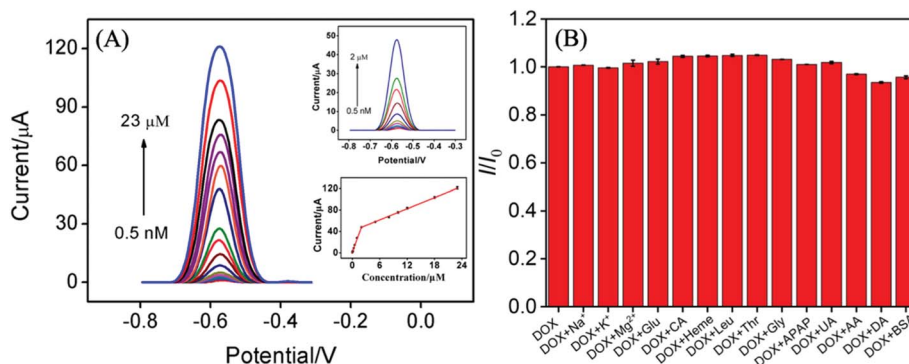 (A)
Current/μA
120
90
60
30
0
23 μM
0.5 nM
-0.8
-0.6
-0.4
-0.2
0.0
Potential/V
Current/μA
50
40
30
20
10
0
2 μM
0.5 nM
-0.8
-0.7
-0.6
-0.5
-0.4
-0.3
Potential/V
Current/μA
120
80
40
0
0
6
12
18
24
Concentration/μM
(B)
I/I0
1.2
1.0
0.8
0.6
0.4
0.2
0.0
DOX
DOX+Na+
DOX+K+
DOX+Mg2+
DOX+Glu
DOX+CA
DOX+Heme
DOX+Leu
DOX+Thr
DOX+Gly
DOX+APAP
DOX+UA
DOX+AA
DOX+DA
DOX+BSA